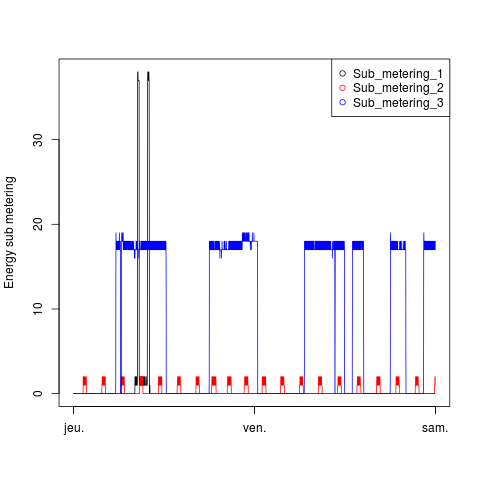 Sub_metering_1
Sub_metering_2
Sub_metering_3
Energy sub metering
30
20
10
0
jeu. ven. sam.